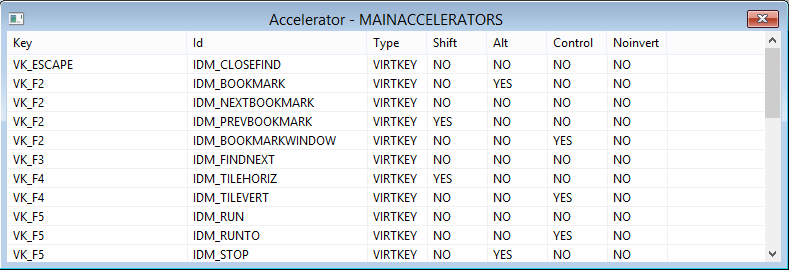 Accelerator - MAINACCELERATORS
Key Id Type Shift Alt Control Noinvert
VK_ESCAPE IDM_CLOSEFIND VIRTKEY NO NO NO NO
VK_F2 IDM_BOOKMARK VIRTKEY NO YES NO NO
VK_F2 IDM_NEXTBOOKMARK VIRTKEY NO NO NO NO
VK_F2 IDM_PREVBOOKMARK VIRTKEY YES NO NO NO
VK_F2 IDM_BOOKMARKWINDOW VIRTKEY NO NO YES NO
VK_F3 IDM_FINDNEXT VIRTKEY NO NO NO NO
VK_F4 IDM_TILEHORIZ VIRTKEY YES NO NO NO
VK_F4 IDM_TILEVERT VIRTKEY NO NO YES NO
VK_F5 IDM_RUN VIRTKEY NO NO NO NO
VK_F5 IDM_RUNTO VIRTKEY NO NO YES NO
VK_F5 IDM_STOP VIRTKEY NO YES NO NO